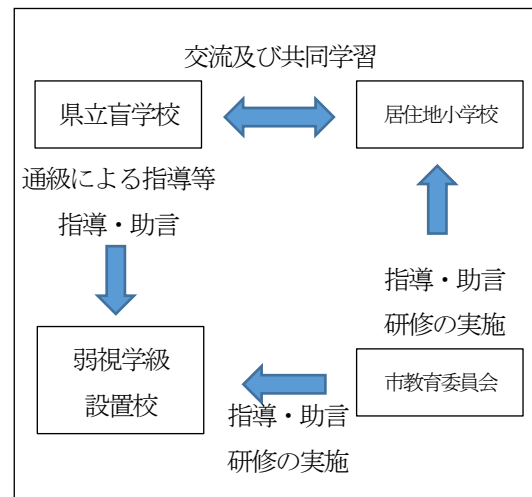 交流及び共同学習
県立盲学校
居住地小学校
通級による指導等
指導・助言
指導・助言
研修の実施
弱視学級
設置校
市教育委員会
指導・助言
研修の実施